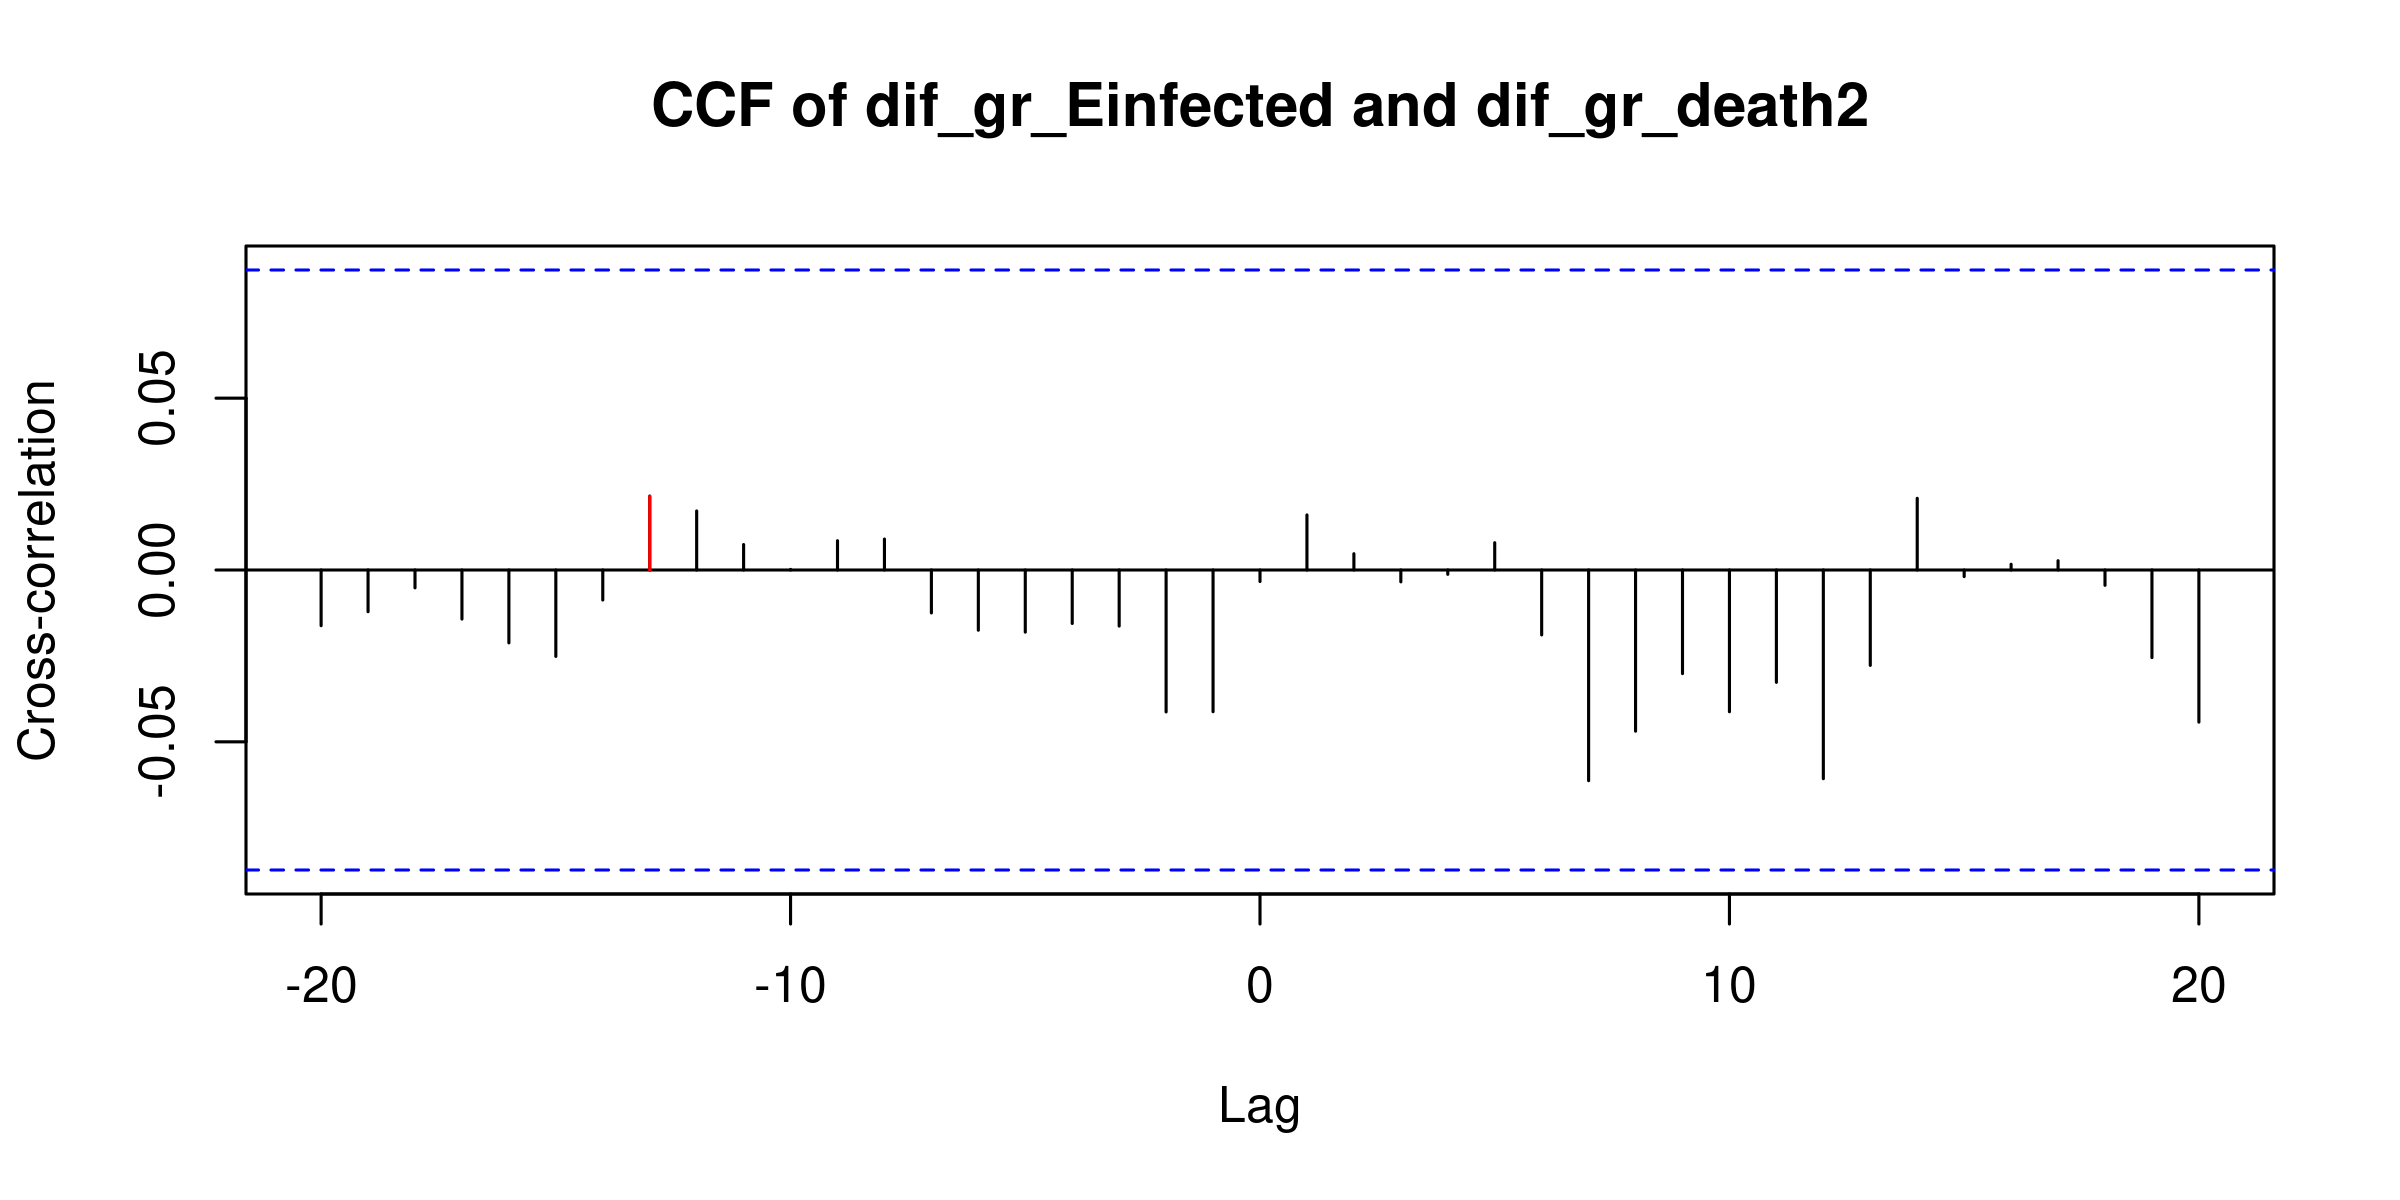 CCF of dif_gr_Einfected and dif_gr_death2
Cross-correlation
0.05
0.00
-0.05
-20 -10 0 10 20
Lag